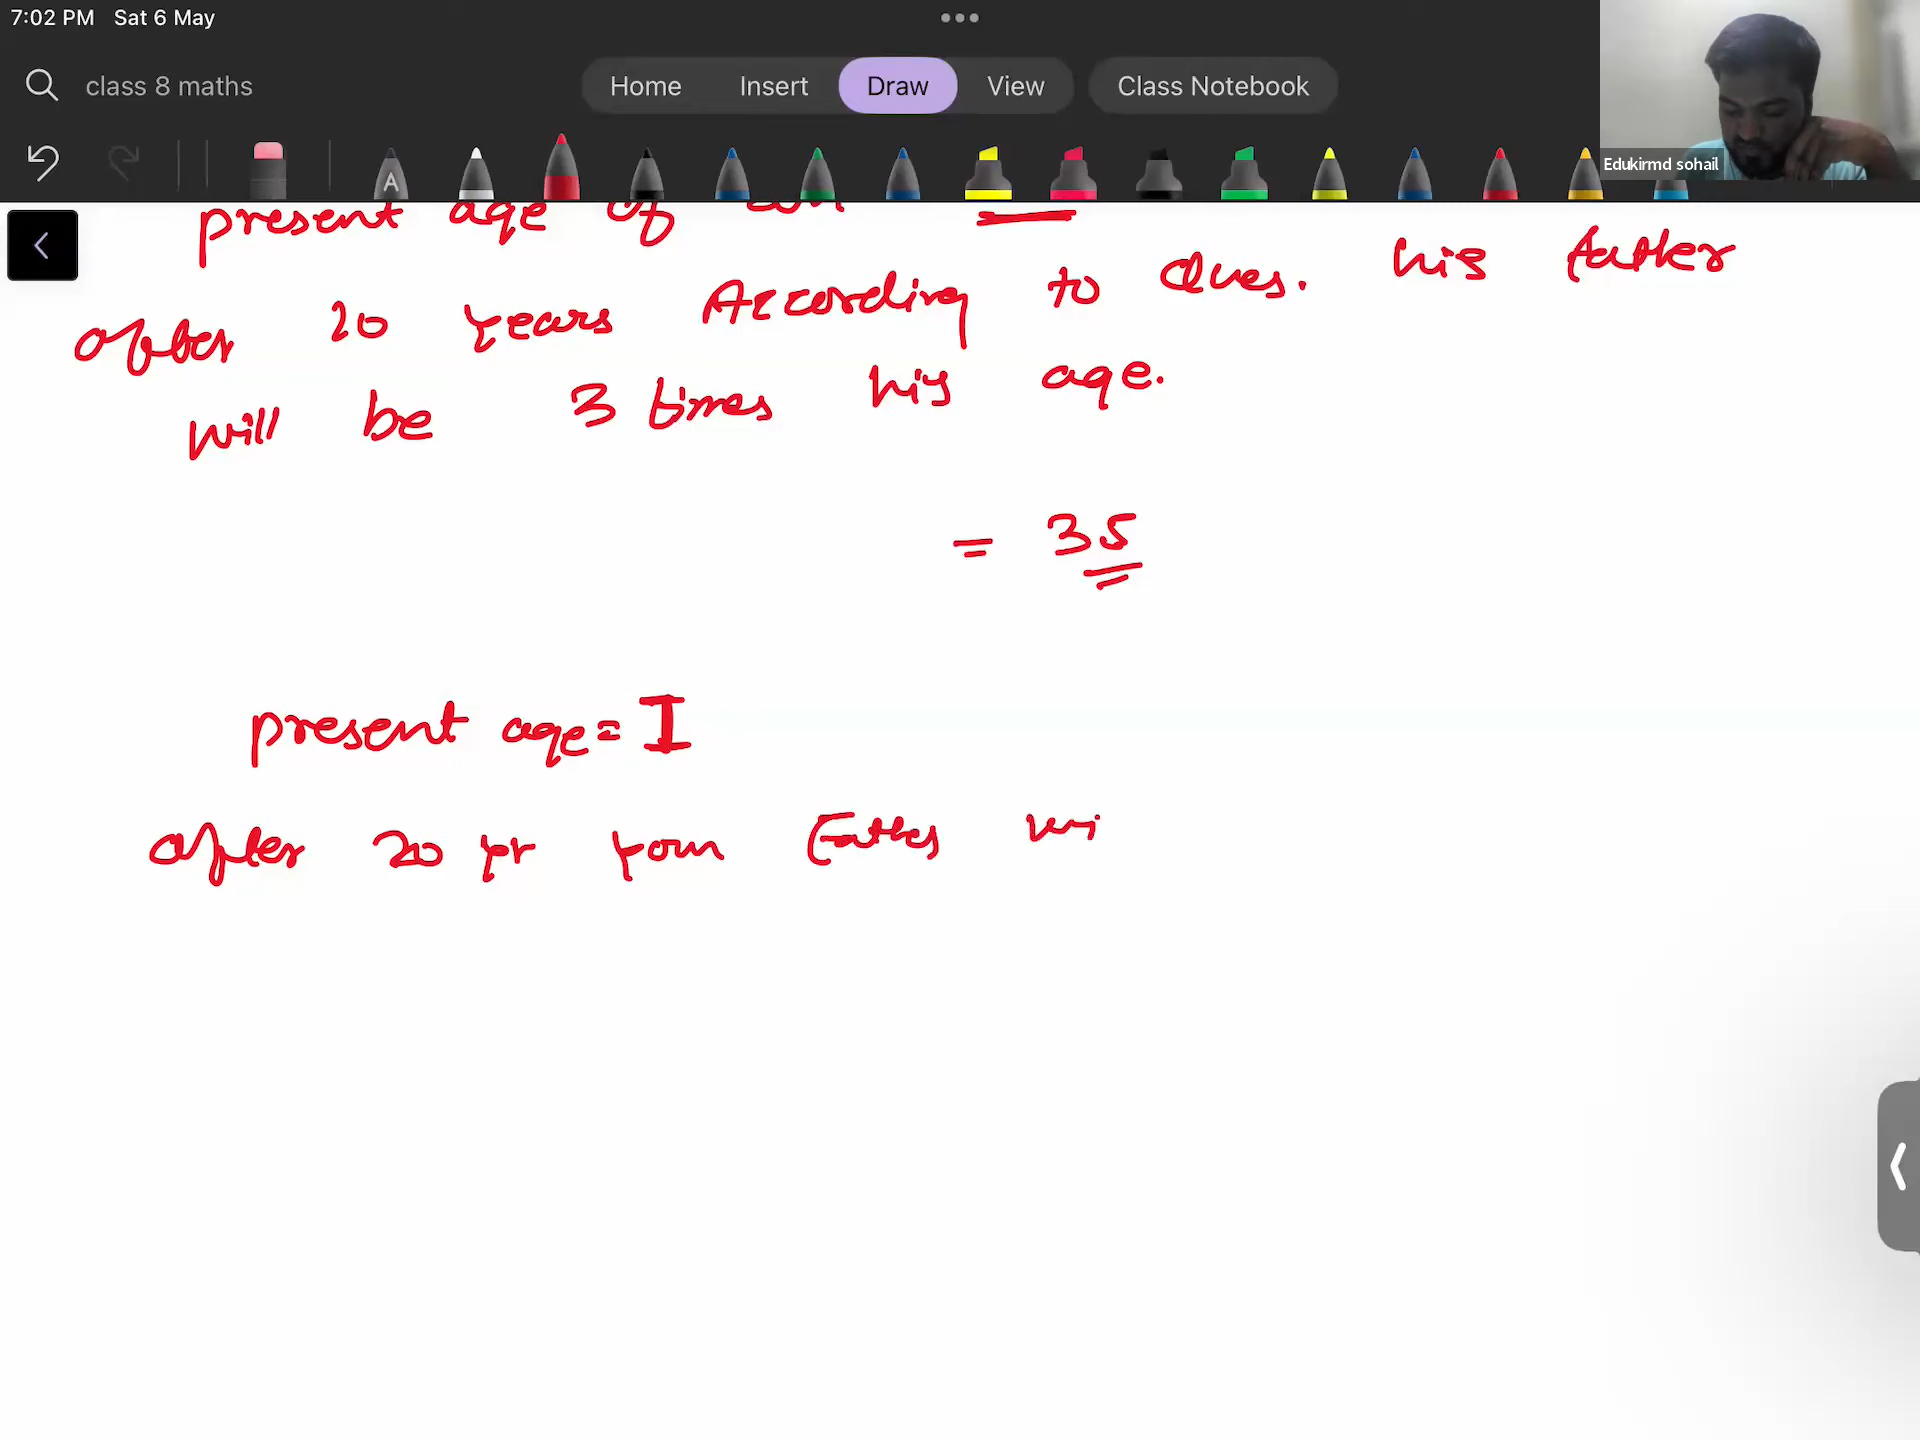 7:02 PM Sat 6 May
class 8 maths
Home Insert Draw View Class Notebook
A
Edukirmd sohail
present age of
after 20 years According to Ques. his father
will be 3 times his age.
= 35
present age = I
after 20 yr your Father wi